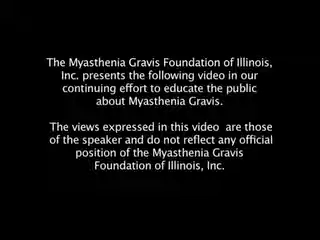 The Myasthenia Gravis Foundation of Illinois,
Inc. presents the following video in our
continuing effort to educate the public
about Myasthenia Gravis.
The views expressed in this video are those
of the speaker and do not reflect any official
position of the Myasthenia Gravis
Foundation of Illinois, Inc.